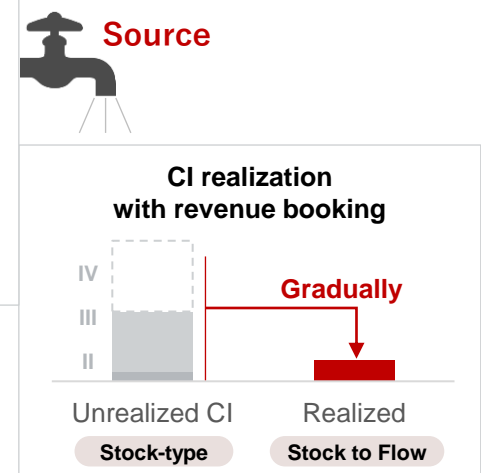 Source
CI realization
with revenue booking
IV
Gradually
III
II
Unrealized CI
Realized
Stock-type
Stock to Flow